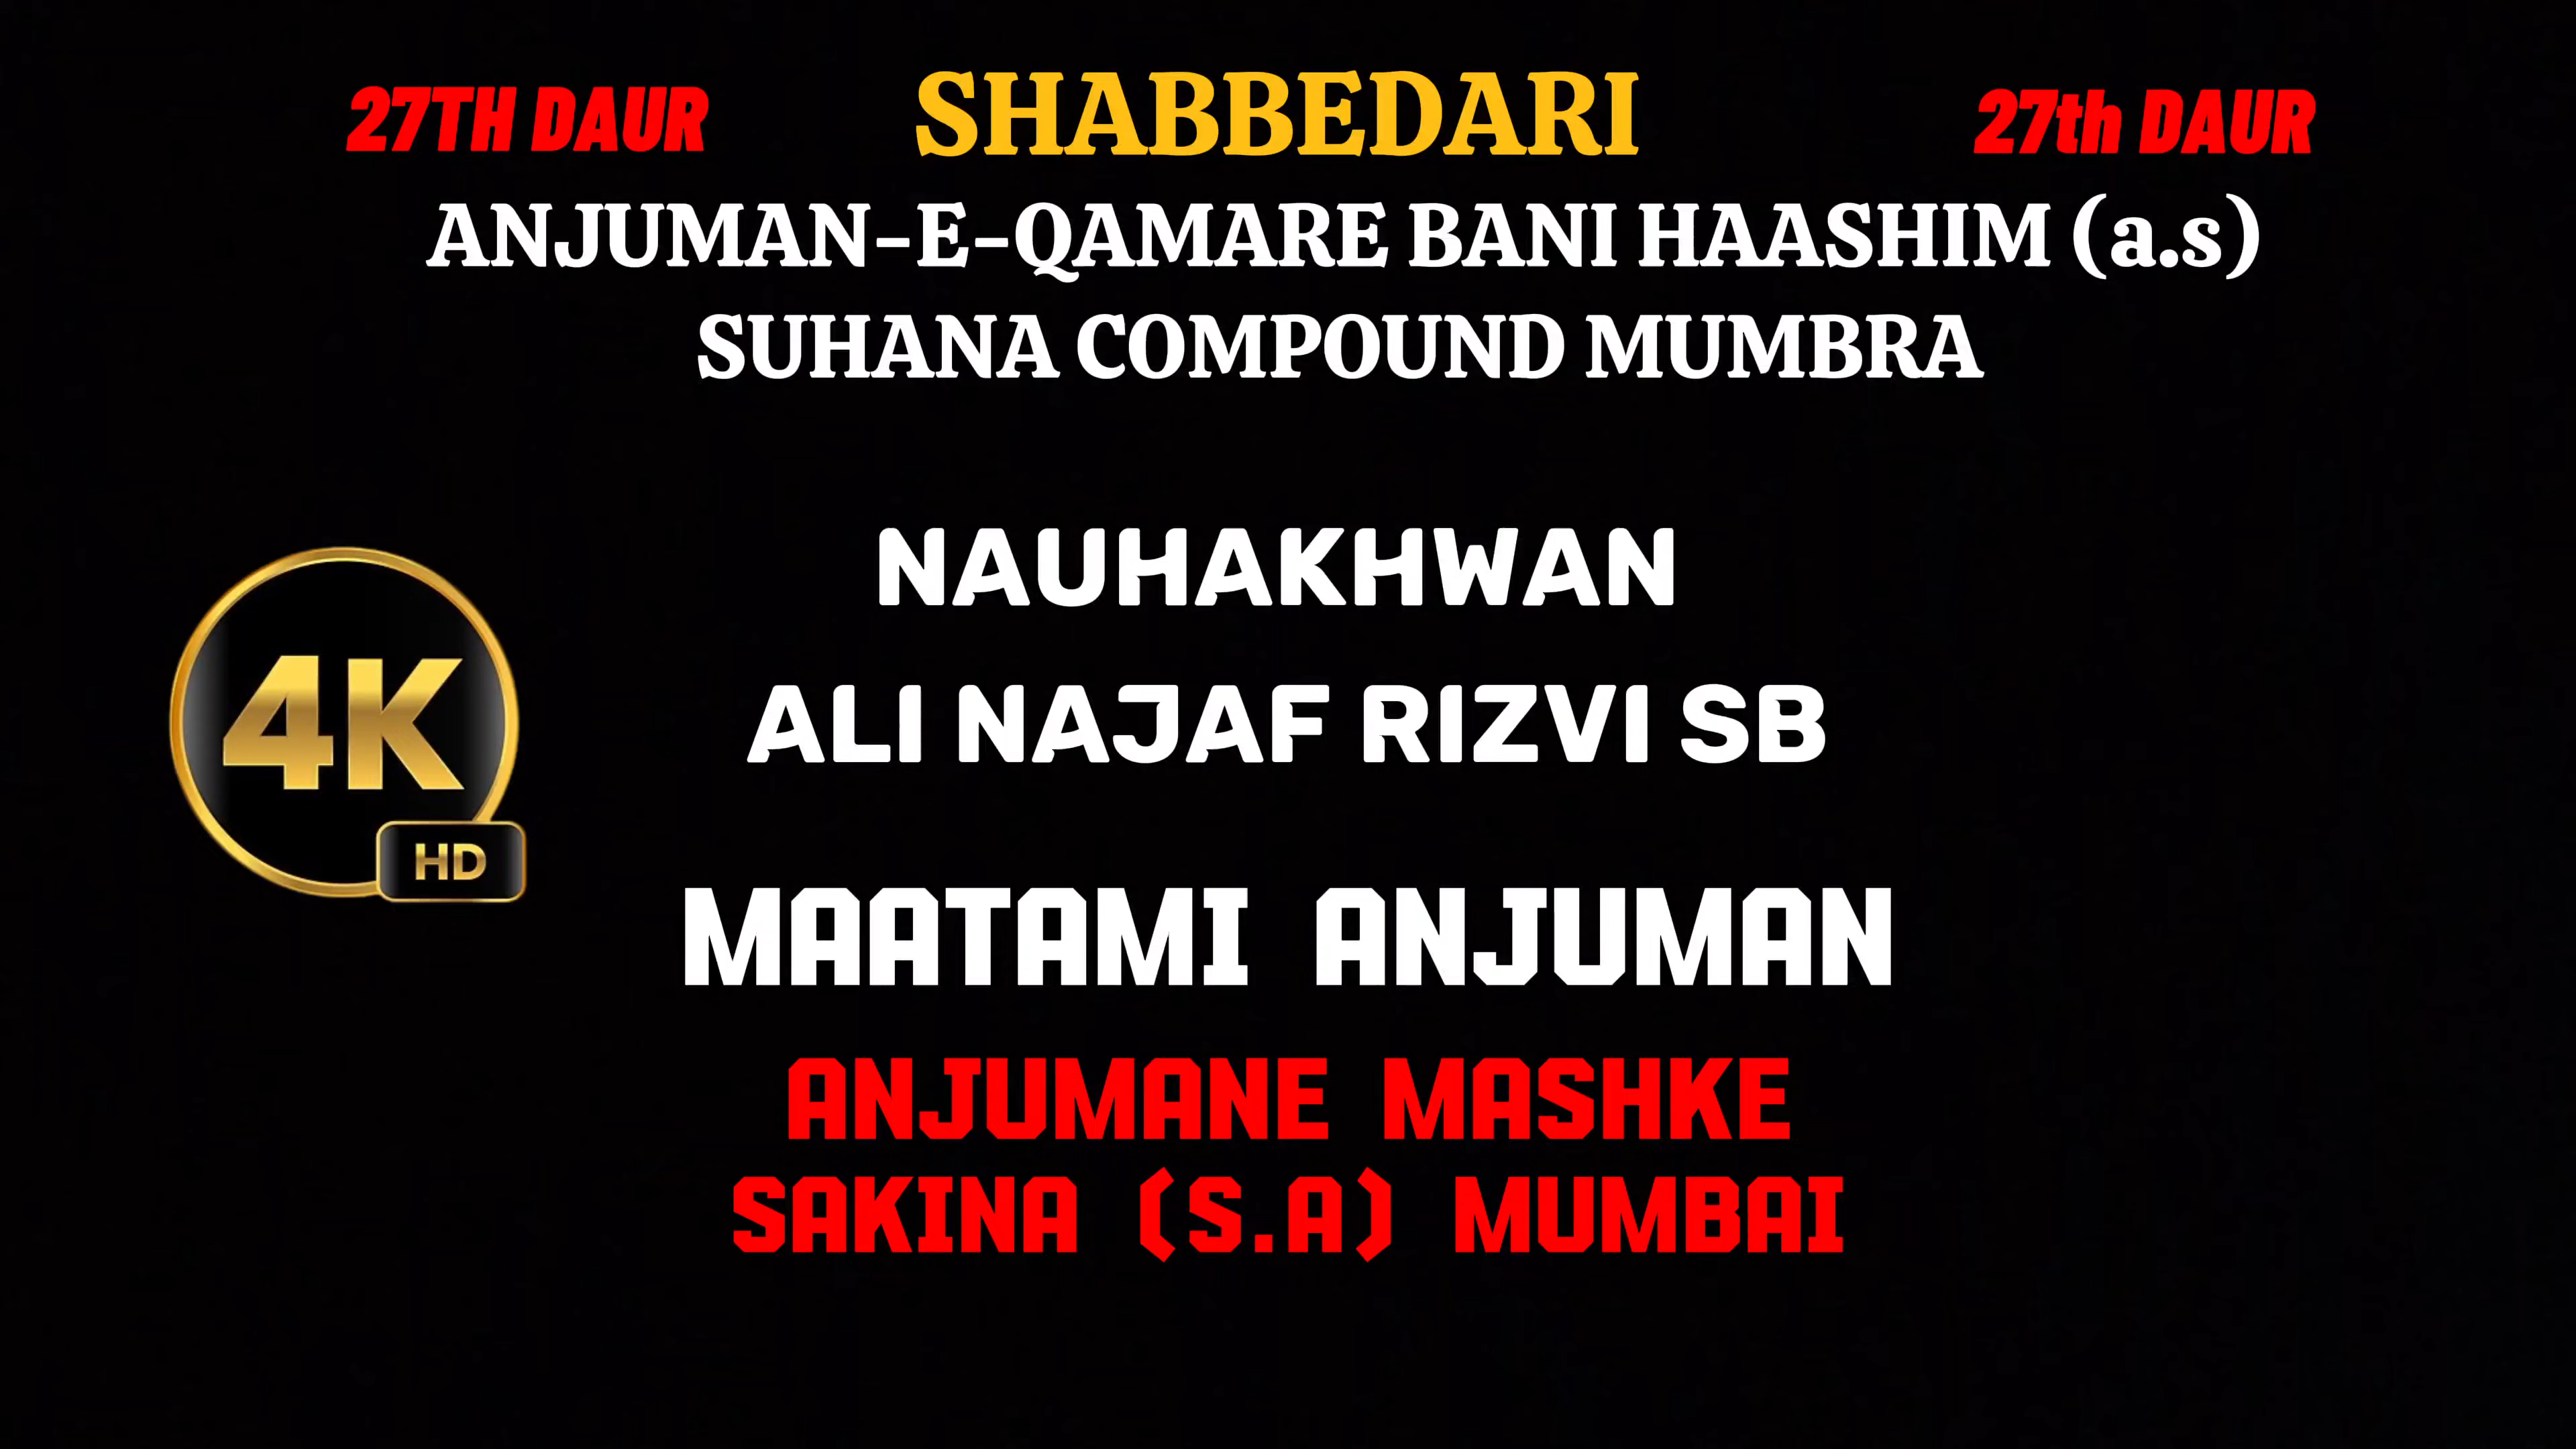 27TH DAUR SHABBEDARI 27th DAUR
ANJUMAN-E-QAMARE BANI HAASHIM (a.s)
SUHANA COMPOUND MUMBRA
NAUHAKHWAN
ALI NAJAF RIZVI SB
4K
HD
MAATAMI ANJUMAN
ANJUMANE MASHKE
SAKINA (S.A) MUMBAI